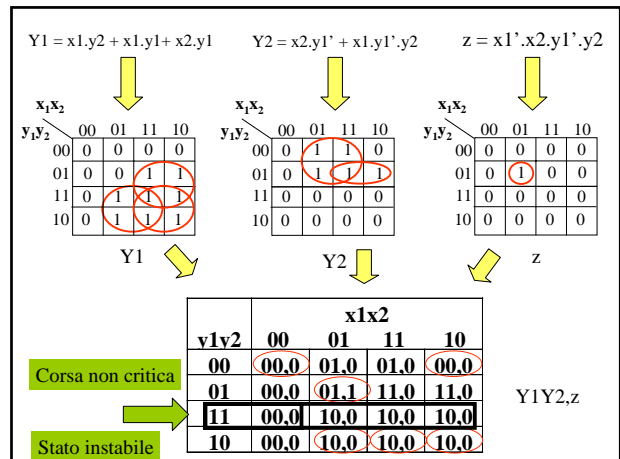 Y1 = x1.y2 + x1.y1+ x2.y1
Y2 = x2.y1’ + x1.y1’.y2
z = x1’.x2.y1’.y2
x1x2
y1y2 00 01 11 10
00 0 0 0 0
01 0 0 1 1
11 0 1 1 1
10 0 1 1 1
Y1
x1x2
y1y2 00 01 11 10
00 0 1 1 0
01 0 1 1 1
11 0 0 0 0
10 0 0 0 0
Y2
x1x2
y1y2 00 01 11 10
00 0 0 0 0
01 0 1 0 0
11 0 0 0 0
10 0 0 0 0
z
x1x2
y1y2 00 01 11 10
00 00,0 01,0 01,0 00,0
01 00,0 01,1 11,0 11,0
11 00,0 10,0 10,0 10,0
10 00,0 10,0 10,0 10,0
Y1Y2,z
Corsa non critica
Stato instabile